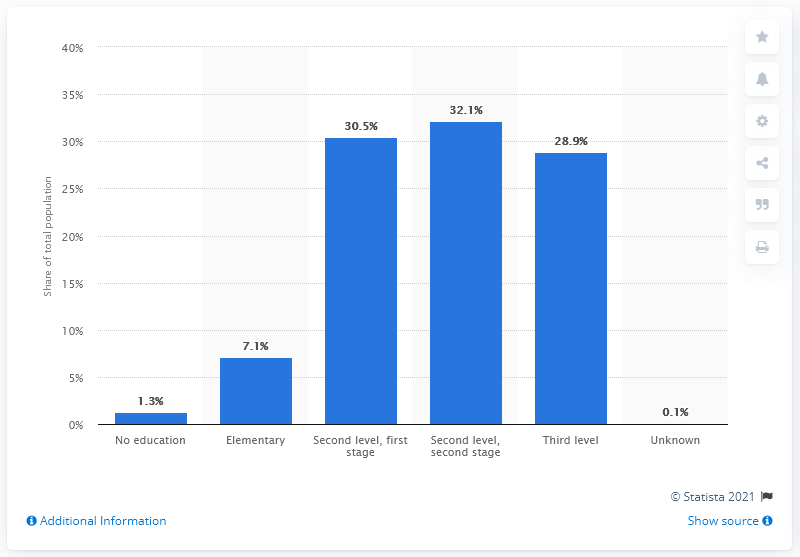 40%
35%
30%
25%
20%
15%
10%
5%
0%
Share of total population
1.3%
7.1%
30.5%
32.1%
28.9%
0.1%
No education
Elementary
Second level, first
stage
Second level,
second stage
Third level
Unknown
© Statista 2021
Additional Information
Show source